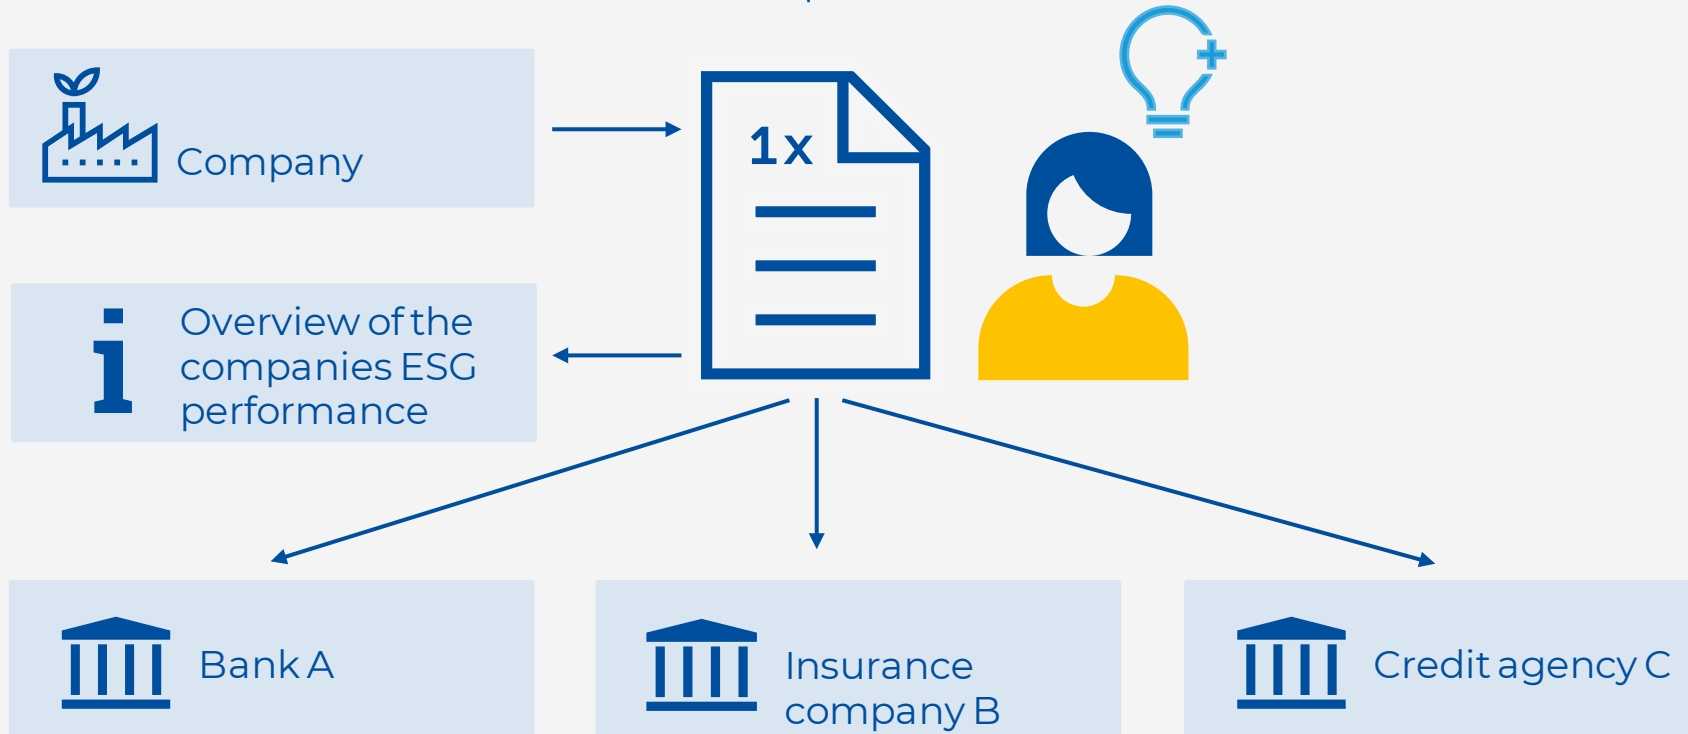 Company
1x
Overview of the
companies ESG
performance
Bank A
Insurance
company B
Credit agency C